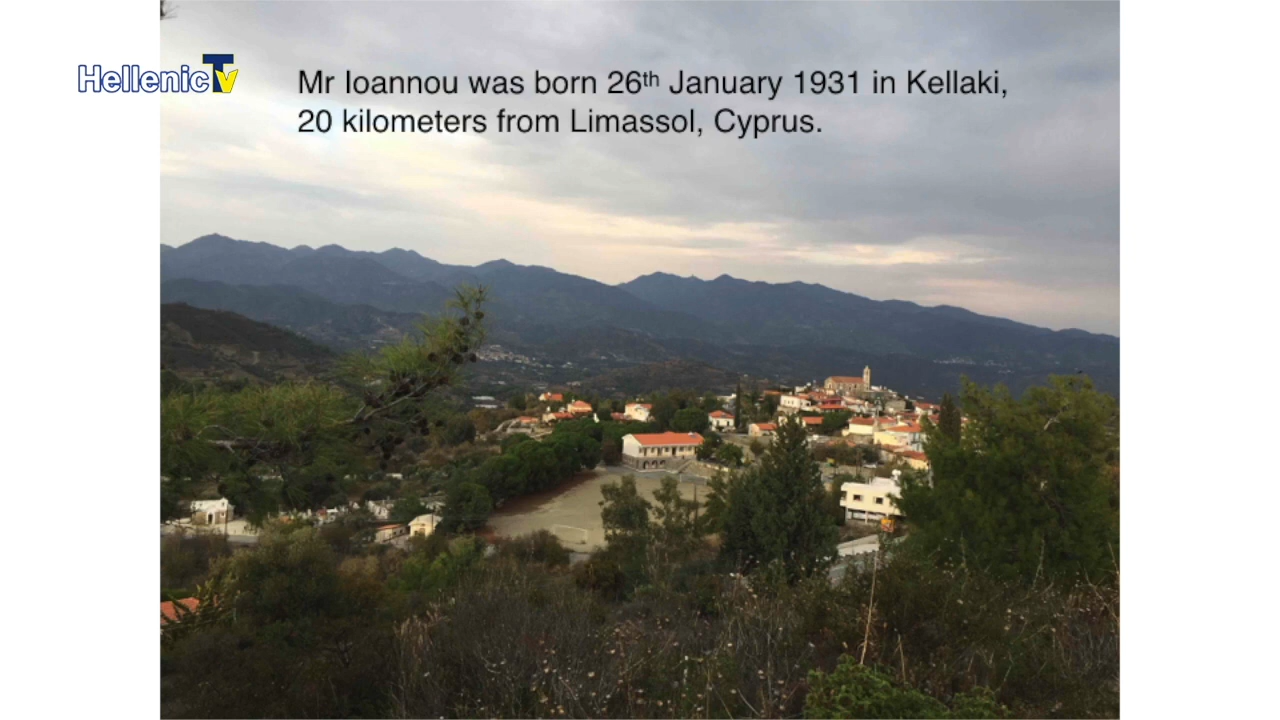 HellenicTv
Mr Ioannou was born 26th January 1931 in Kellaki,
20 kilometers from Limassol, Cyprus.